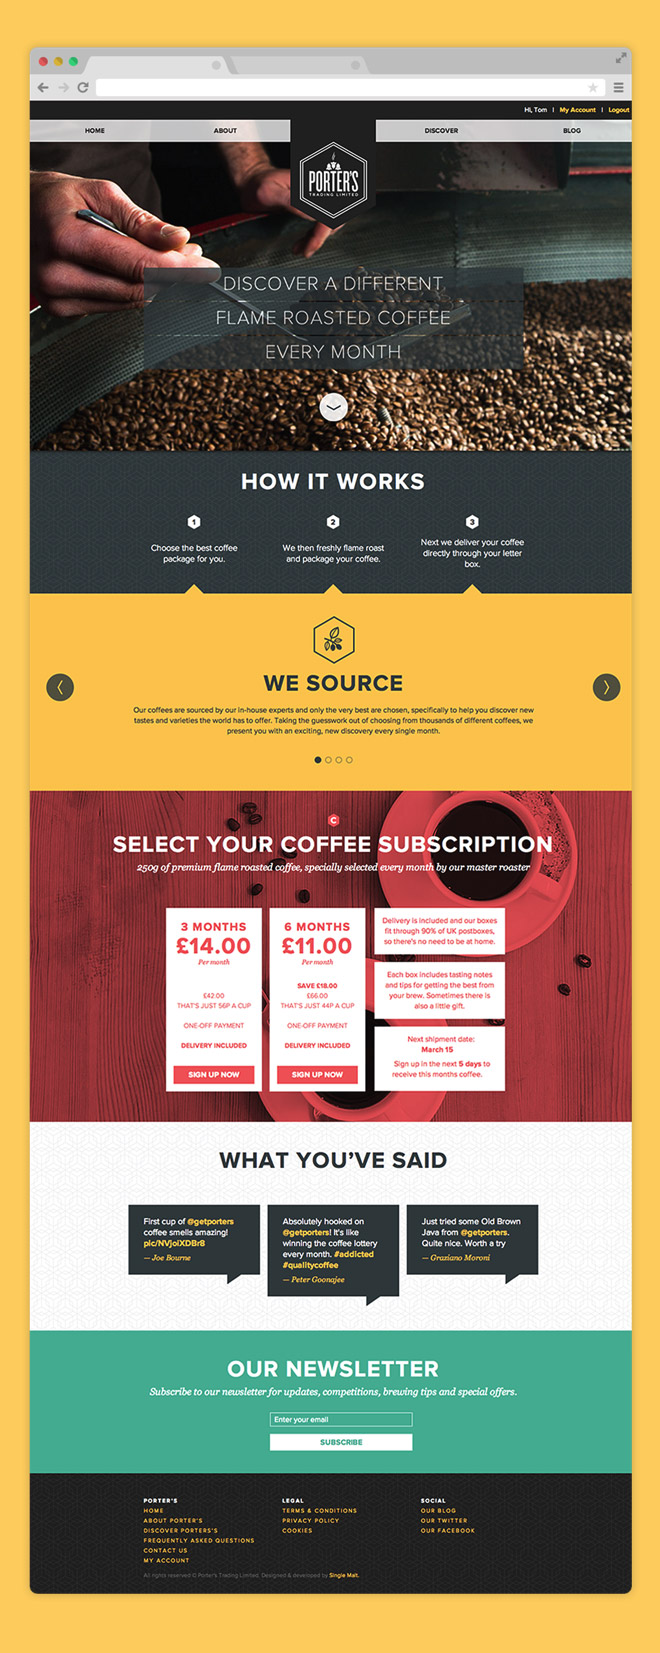 Hi, Tom | My Account | Logout
HOME ABOUT DISCOVER BLOG
PORTER'S
TRADING LIMITED
DISCOVER A DIFFERENT
FLAME ROASTED COFFEE
EVERY MONTH
HOW IT WORKS
1
Choose the best coffee
package for you.
2
We then freshly flame roast
and package your coffee.
3
Next we deliver your coffee
directly through your letter
box.
WE SOURCE
Our coffees are sourced by our in-house experts and only the very best are chosen, specifically to help you discover new
tastes and varieties the world has to offer. Taking the guesswork out of choosing from thousands of different coffees, we
present you with an exciting, new discovery every single month.
C
SELECT YOUR COFFEE SUBSCRIPTION
250g of premium flame roasted coffee, specially selected every month by our master roaster
3 MONTHS
£14.00
Per month
£42.00
THAT'S JUST 56P A CUP
ONE-OFF PAYMENT
DELIVERY INCLUDED
SIGN UP NOW
6 MONTHS
£11.00
Per month
SAVE £18.00
£66.00
THAT'S JUST 44P A CUP
ONE-OFF PAYMENT
DELIVERY INCLUDED
SIGN UP NOW
Delivery is included and our boxes
fit through 90% of UK postboxes,
so there's no need to be at home.
Each box includes tasting notes
and tips for getting the best from
your brew. Sometimes there is
also a little gift.
Next shipment date:
March 15
Sign up in the next 5 days to
receive this months coffee.
WHAT YOU'VE SAID
First cup of @getporters
coffee smells amazing!
pic/NVjoiXDBr8
— Joe Bourne
Absolutely hooked on
@getporters! It's like
winning the coffee lottery
every month. #addicted
#qualitycoffee
— Peter Goonajee
Just tried some Old Brown
Java from @getporters.
Quite nice. Worth a try
— Graziano Moroni
OUR NEWSLETTER
Subscribe to our newsletter for updates, competitions, brewing tips and special offers.
Enter your email
SUBSCRIBE
PORTER'S
HOME
ABOUT PORTER'S
DISCOVER PORTERS'S
FREQUENTLY ASKED QUESTIONS
CONTACT US
MY ACCOUNT
LEGAL
TERMS & CONDITIONS
PRIVACY POLICY
COOKIES
SOCIAL
OUR BLOG
OUR TWITTER
OUR FACEBOOK
All rights reserved © Porter's Trading Limited. Designed & developed by Single Malt.